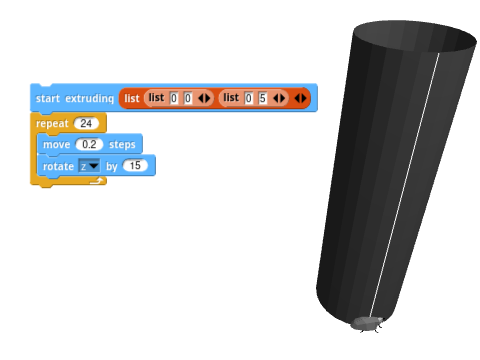 start extruding list list 0 0 list 0 5
repeat 24
move 0.2 steps
rotate z by 15